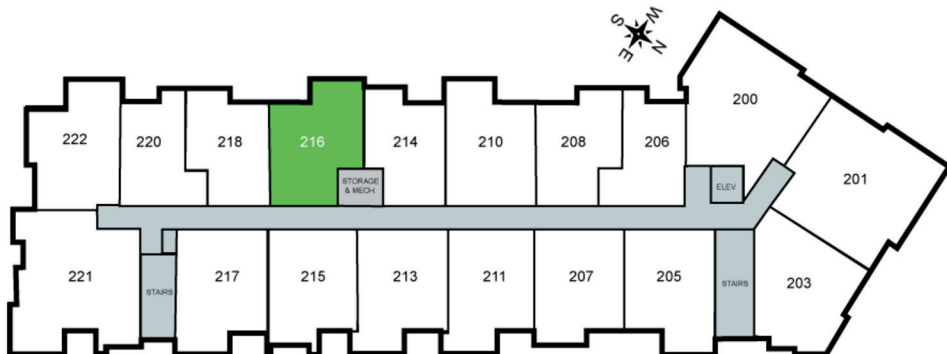 W
S
N
E
200
222
220
218
216
214
210
208
206
STORAGE
& MECH.
ELEV
201
221
STAIRS
217
215
213
211
207
205
STAIRS
203